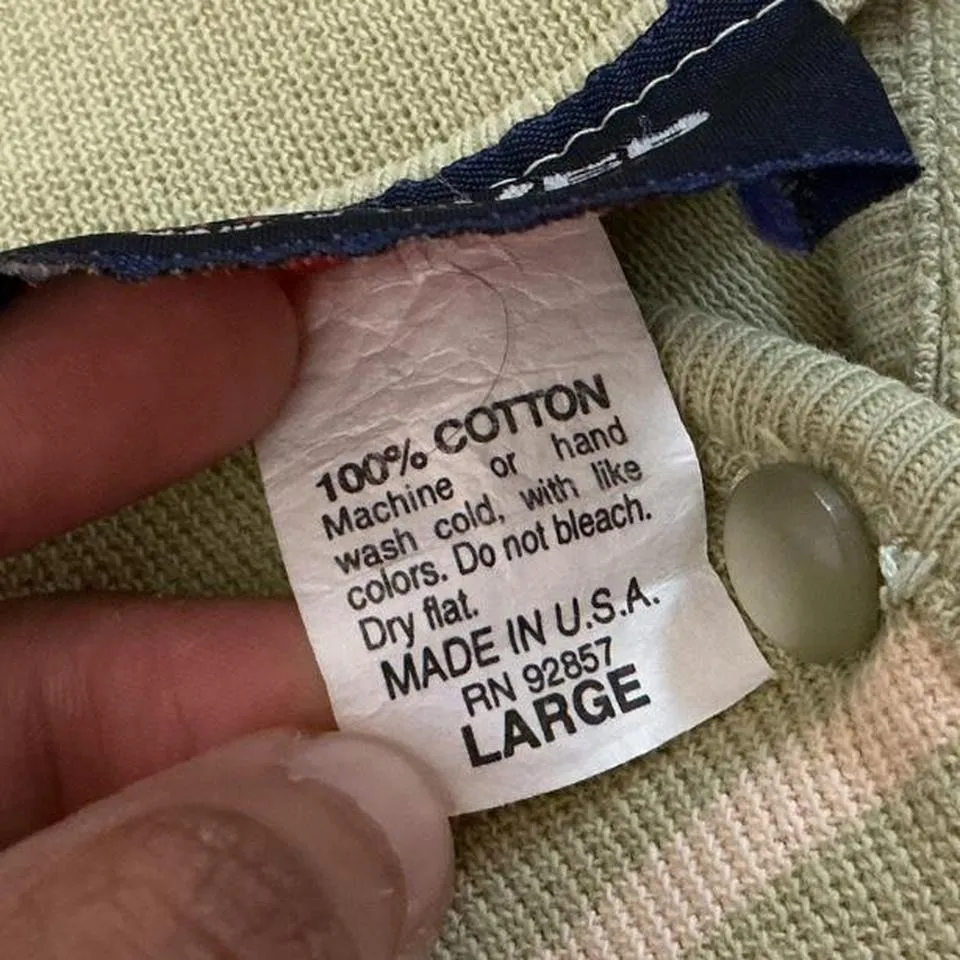 100% COTTON
Machine or hand
wash cold, with like
colors. Do not bleach.
Dry flat.
MADE IN U.S.A.
RN 92857
LARGE